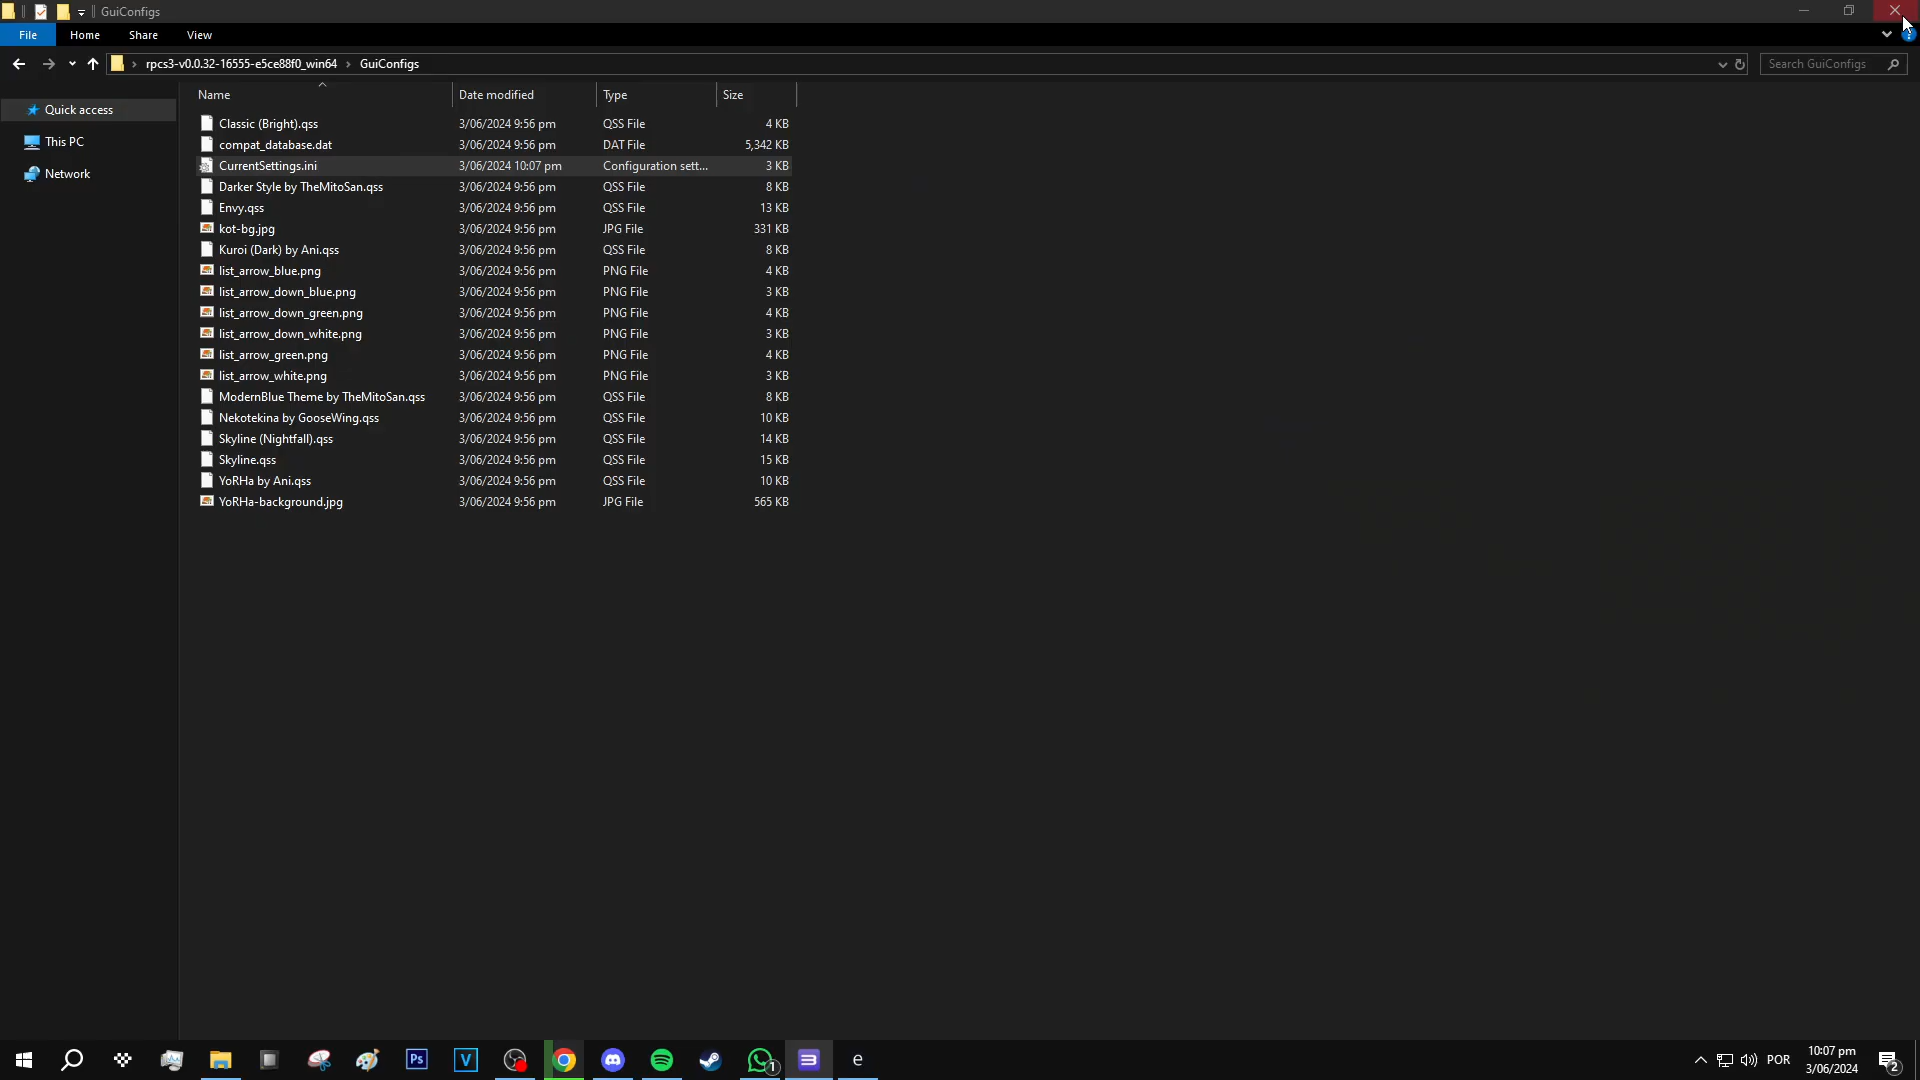 GuiConfigs
File Home Share View
rpcs3-v0.0.32-16555-e5ce88f0_win64 GuiConfigs Search GuiConfigs
Name Date modified Type Size
Quick access
This PC
Network
Classic (Bright).qss 3/06/2024 9:56 pm QSS File 4 KB
compat_database.dat 3/06/2024 9:56 pm DAT File 5,342 KB
CurrentSettings.ini 3/06/2024 10:07 pm Configuration sett... 3 KB
Darker Style by TheMitoSan.qss 3/06/2024 9:56 pm QSS File 8 KB
Envy.qss 3/06/2024 9:56 pm QSS File 13 KB
kot-bg.jpg 3/06/2024 9:56 pm JPG File 331 KB
Kuroi (Dark) by Ani.qss 3/06/2024 9:56 pm QSS File 8 KB
list_arrow_blue.png 3/06/2024 9:56 pm PNG File 4 KB
list_arrow_down_blue.png 3/06/2024 9:56 pm PNG File 3 KB
list_arrow_down_green.png 3/06/2024 9:56 pm PNG File 4 KB
list_arrow_down_white.png 3/06/2024 9:56 pm PNG File 3 KB
list_arrow_green.png 3/06/2024 9:56 pm PNG File 4 KB
list_arrow_white.png 3/06/2024 9:56 pm PNG File 3 KB
ModernBlue Theme by TheMitoSan.qss 3/06/2024 9:56 pm QSS File 8 KB
Nekotekina by GooseWing.qss 3/06/2024 9:56 pm QSS File 10 KB
Skyline (Nightfall).qss 3/06/2024 9:56 pm QSS File 14 KB
Skyline.qss 3/06/2024 9:56 pm QSS File 15 KB
YoRHa by Ani.qss 3/06/2024 9:56 pm QSS File 10 KB
YoRHa-background.jpg 3/06/2024 9:56 pm JPG File 565 KB
Ps V 1 e POR 10:07 pm
3/06/2024 2